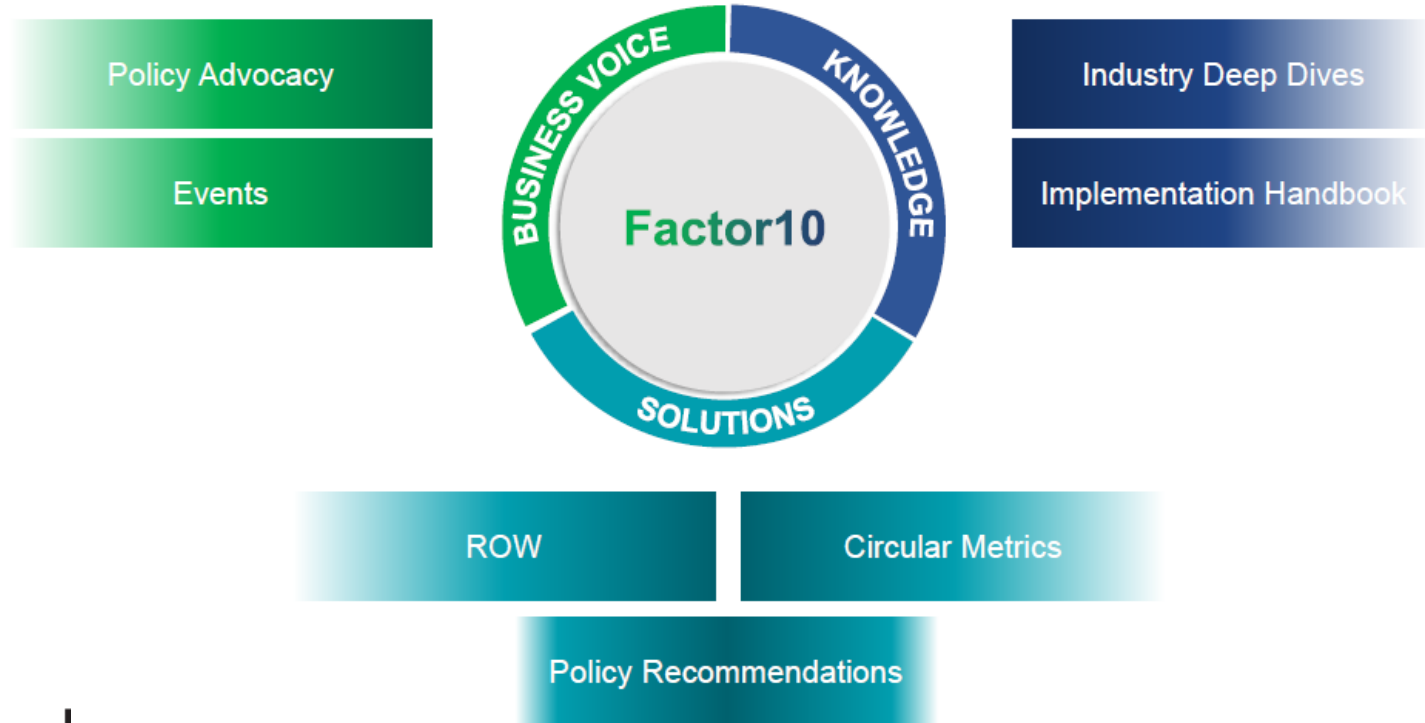 Policy Advocacy
Events
BUSINESS VOICE
KNOWLEDGE
Factor10
SOLUTIONS
Industry Deep Dives
Implementation Handbook
ROW
Circular Metrics
Policy Recommendations